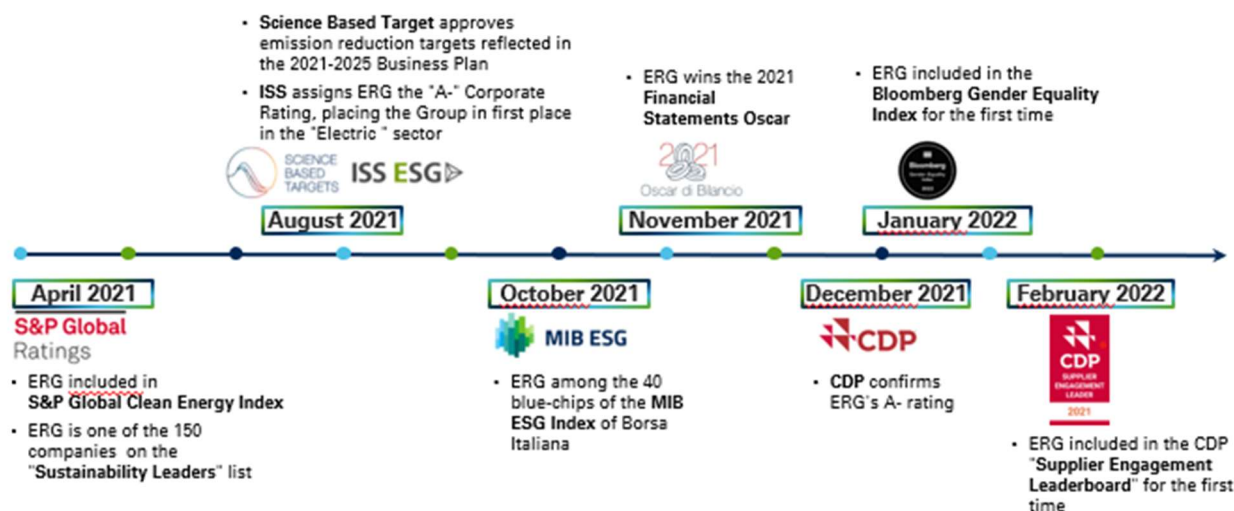 • Science Based Target approves
emission reduction targets reflected in
the 2021-2025 Business Plan
• ISS assigns ERG the "A-" Corporate
Rating, placing the Group in first place
in the "Electric " sector
SCIENCE
BASED
TARGETS
ISS ESG
August 2021
• ERG wins the 2021
Financial
Statements Oscar
2021
Oscar di Bilancio
November 2021
• ERG included in the
Bloomberg Gender Equality
Index for the first time
Bloomberg
Gender-Equality
Index
2022
January 2022
April 2021
S&P Global
Ratings
• ERG included in
S&P Global Clean Energy Index
• ERG is one of the 150
companies on the
"Sustainability Leaders" list
October 2021
MIB ESG
• ERG among the 40
blue-chips of the MIB
ESG Index of Borsa
Italiana
December 2021
CDP
• CDP confirms
ERG's A- rating
February 2022
CDP
SUPPLIER
ENGAGEMENT
LEADER
2021
• ERG included in the CDP
"Supplier Engagement
Leaderboard" for the first
time